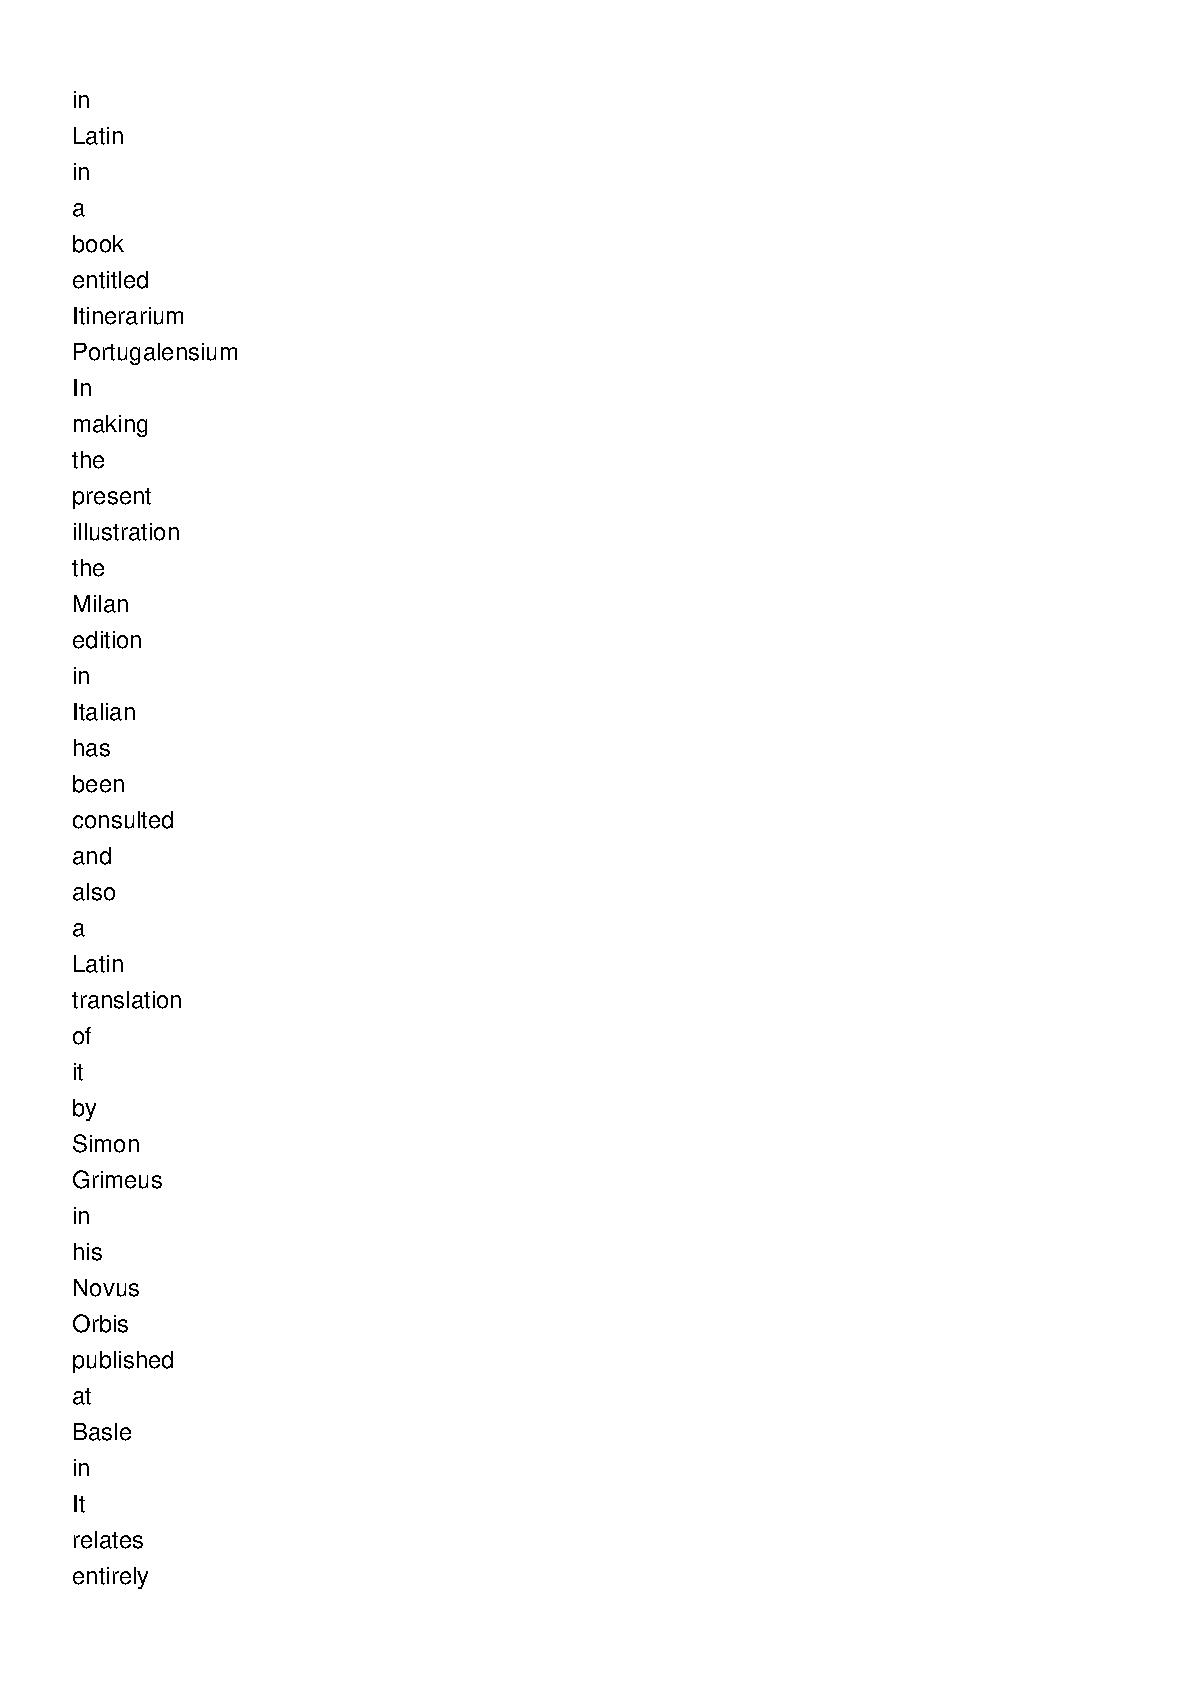 in
Latin
in
a
book
entitled
Itinerarium
Portugalensium
In
making
the
present
illustration
the
Milan
edition
in
Italian
has
been
consulted
and
also
a
Latin
translation
of
it
by
Simon
Grimeus
in
his
Novus
Orbis
published
at
Basle
in
It
relates
entirely